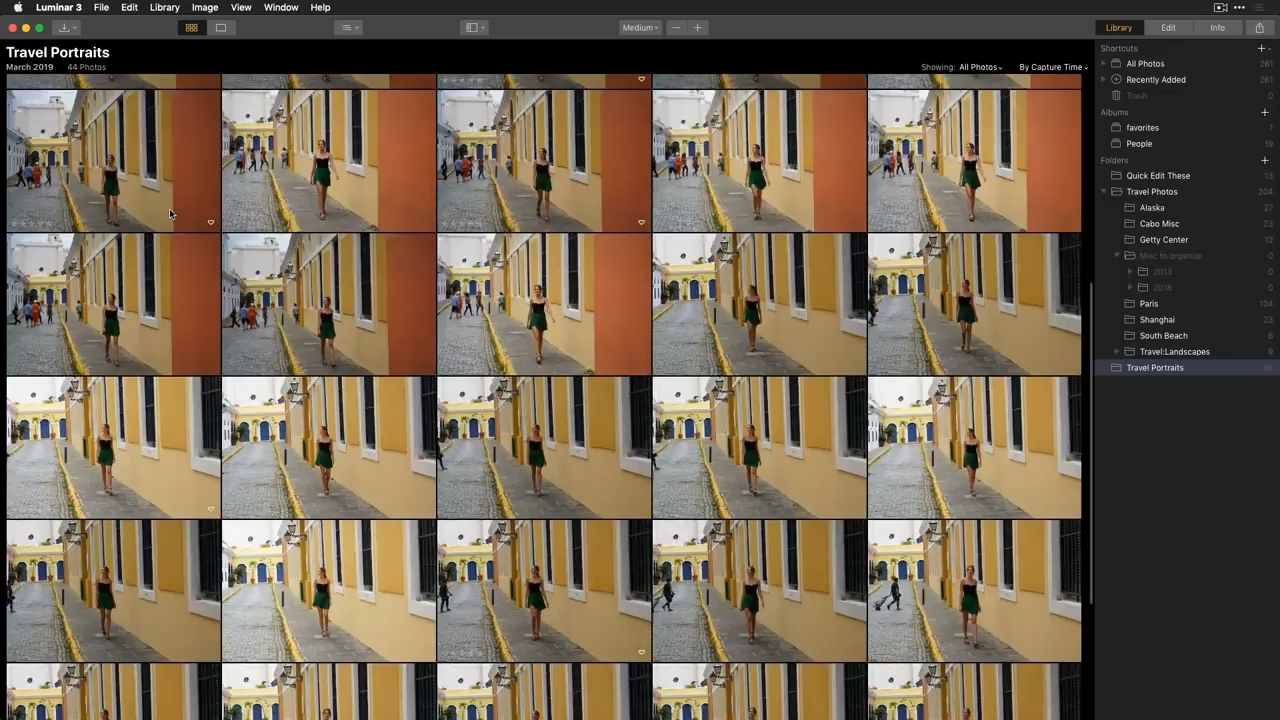 Luminar 3 File Edit Library Image View Window Help
Medium
Library Edit Info
Travel Portraits
March 2019 44 Photos
Showing: All Photos By Capture Time
Shortcuts
All Photos 261
Recently Added 261
Trash 0
Albums
favorites 7
People 19
Folders
Quick Edit These 13
Travel Photos 204
Alaska 27
Cabo Misc 23
Getty Center 12
Misc to organize 0
2013 0
2018 0
Paris 104
Shanghai 23
South Beach 6
Travel:Landscapes 9
Travel Portraits